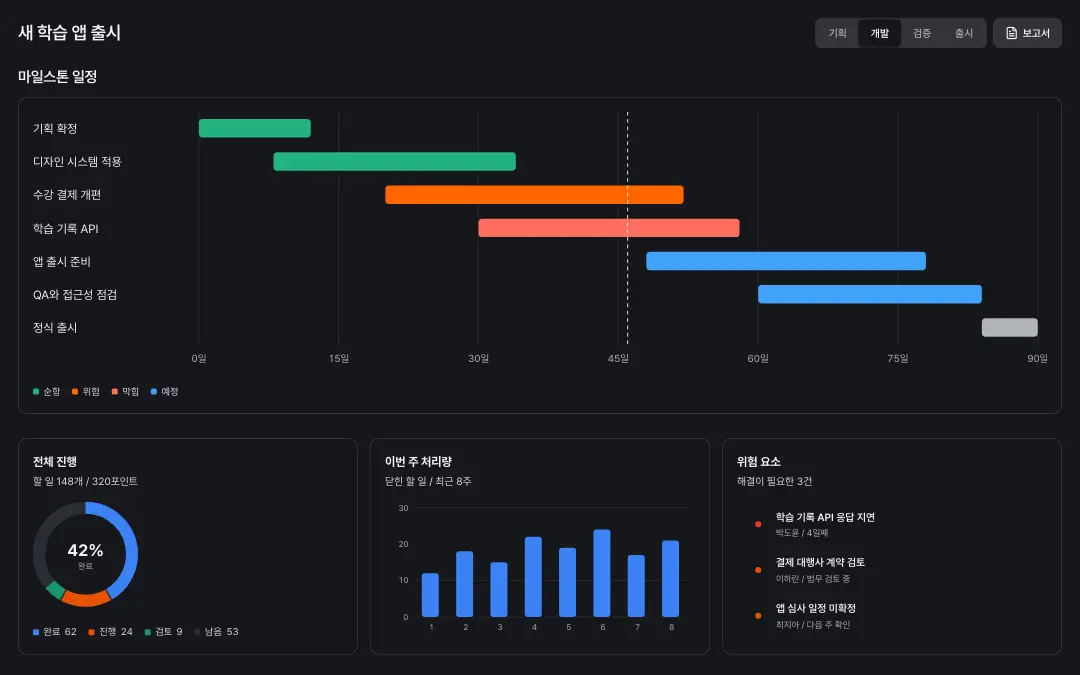 새 학습 앱 출시
기획 개발 검증 출시 보고서
마일스톤 일정
기획 확정
디자인 시스템 적용
수강 결제 개편
학습 기록 API
앱 출시 준비
QA와 접근성 점검
정식 출시
0일 15일 30일 45일 60일 75일 90일
순항 위험 막힘 예정
전체 진행
할 일 148개 / 320포인트
42%
완료
완료 62 진행 24 검토 9 남음 53
이번 주 처리량
닫힌 할 일 / 최근 8주
30
20
10
0
1 2 3 4 5 6 7 8
위험 요소
해결이 필요한 3건
학습 기록 API 응답 지연
박도윤 / 4일째
결제 대행사 계약 검토
이하린 / 법무 검토 중
앱 심사 일정 미확정
최지아 / 다음 주 확인